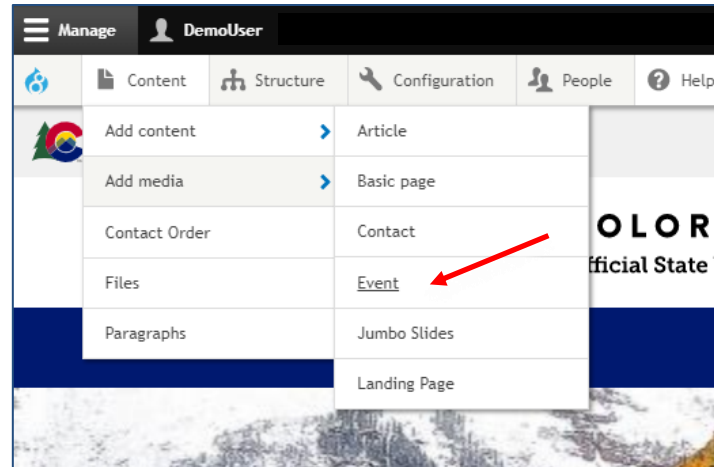 Manage DemoUser
Content Structure Configuration People Help
Add content Article
Add media Basic page
Contact Order Contact
OLOR
Files Event
fficial State
Paragraphs Jumbo Slides
Landing Page